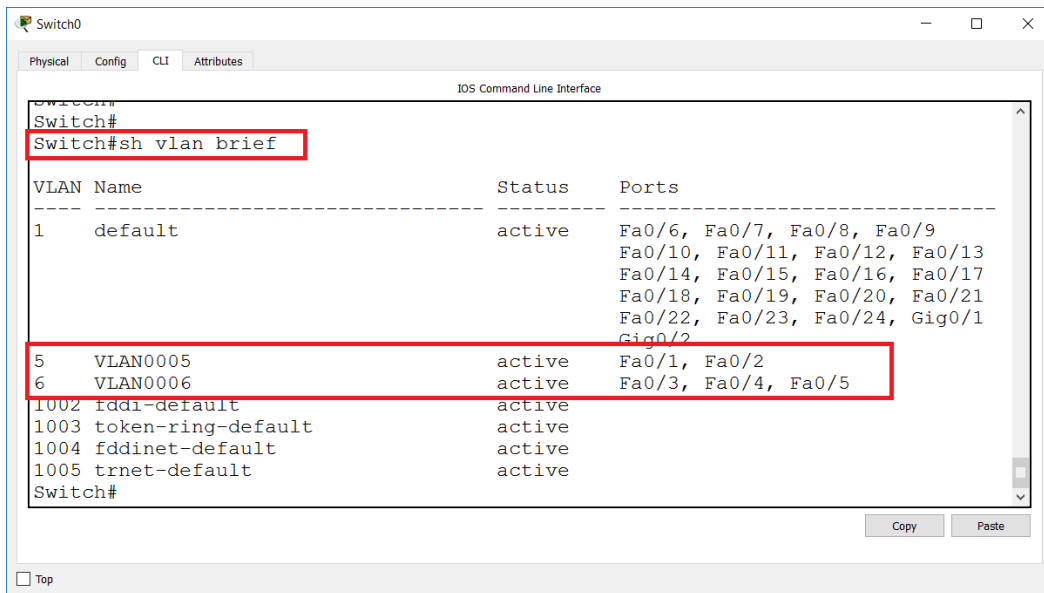 Switch0
Physical Config CLI Attributes
IOS Command Line Interface
Switch#
Switch#
Switch#sh vlan brief
VLAN Name Status Ports
---- -------------------------------- --------- -------------------------------
1 default active Fa0/6, Fa0/7, Fa0/8, Fa0/9
Fa0/10, Fa0/11, Fa0/12, Fa0/13
Fa0/14, Fa0/15, Fa0/16, Fa0/17
Fa0/18, Fa0/19, Fa0/20, Fa0/21
Fa0/22, Fa0/23, Fa0/24, Gig0/1
Gig0/2
5 VLAN0005 active Fa0/1, Fa0/2
6 VLAN0006 active Fa0/3, Fa0/4, Fa0/5
1002 fddi-default active
1003 token-ring-default active
1004 fddinet-default active
1005 trnet-default active
Switch#
Copy Paste
Top